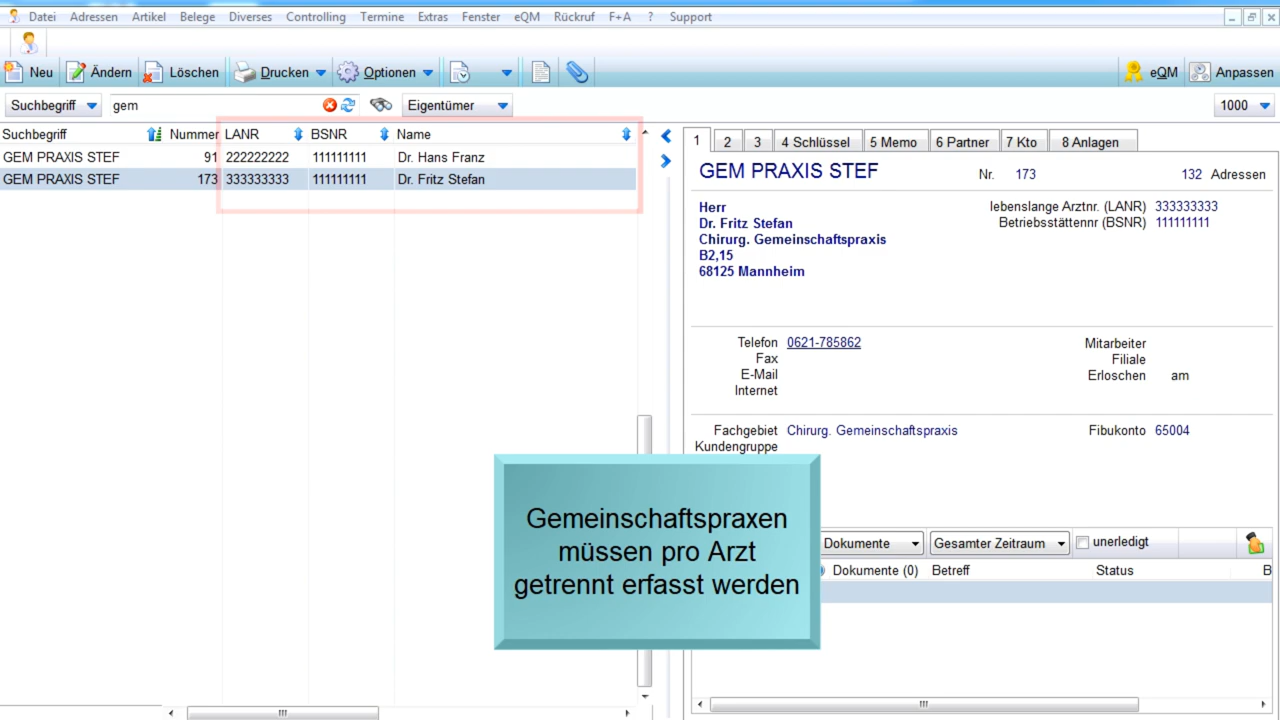 Datei Adressen Artikel Belege Diverses Controlling Termine Extras Fenster eQM Rückruf F+A ? Support
Neu Ändern Löschen Drucken Optionen eQM Anpassen
Suchbegriff gem Eigentümer 1000
Suchbegriff Nummer LANR BSNR Name
GEM PRAXIS STEF 91 222222222 111111111 Dr. Hans Franz
GEM PRAXIS STEF 173 333333333 111111111 Dr. Fritz Stefan
1 2 3 4 Schlüssel 5 Memo 6 Partner 7 Kto 8 Anlagen
GEM PRAXIS STEF Nr. 173 132 Adressen
Herr lebenslange Arztnr. (LANR) 333333333
Dr. Fritz Stefan Betriebsstättennr (BSNR) 111111111
Chirurg. Gemeinschaftspraxis
B2,15
68125 Mannheim
Telefon 0621-785862 Mitarbeiter
Fax Filiale
E-Mail Erloschen am
Internet
Fachgebiet Chirurg. Gemeinschaftspraxis Fibukonto 65004
Kundengruppe
Gemeinschaftspraxen
müssen pro Arzt
getrennt erfasst werden
Dokumente Gesamter Zeitraum unerledigt
Dokumente (0) Betreff Status B